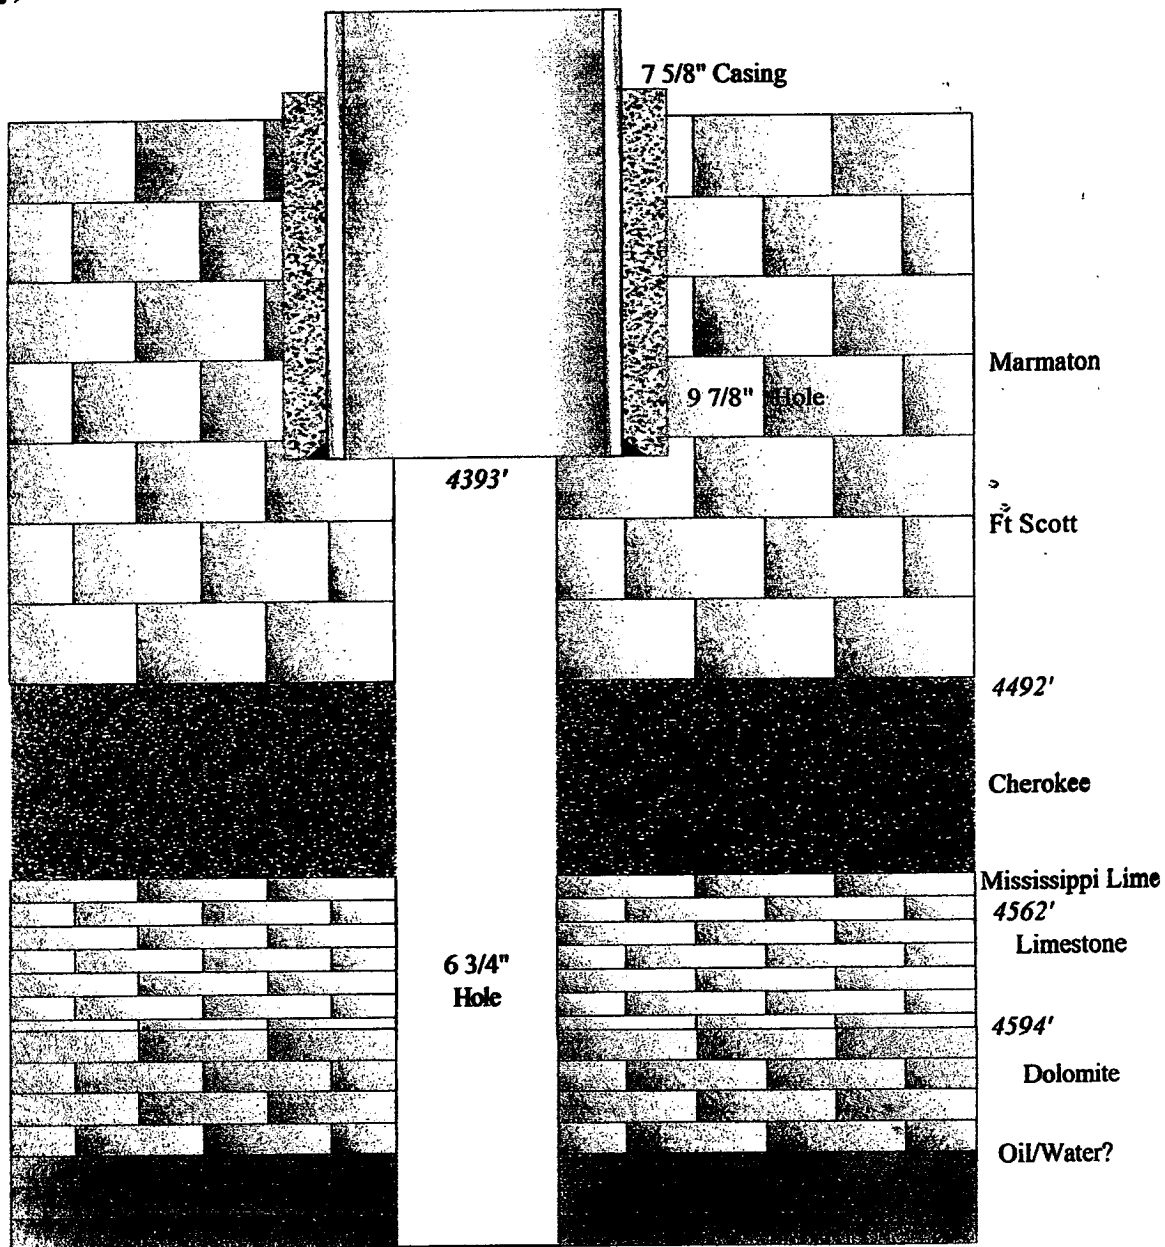 7 5/8" Casing
Marmaton
9 7/8" Hole
4393'
Ft Scott
4492'
Cherokee
Mississippi Lime
4562'
Limestone
6 3/4"
Hole
4594'
Dolomite
Oil/Water?